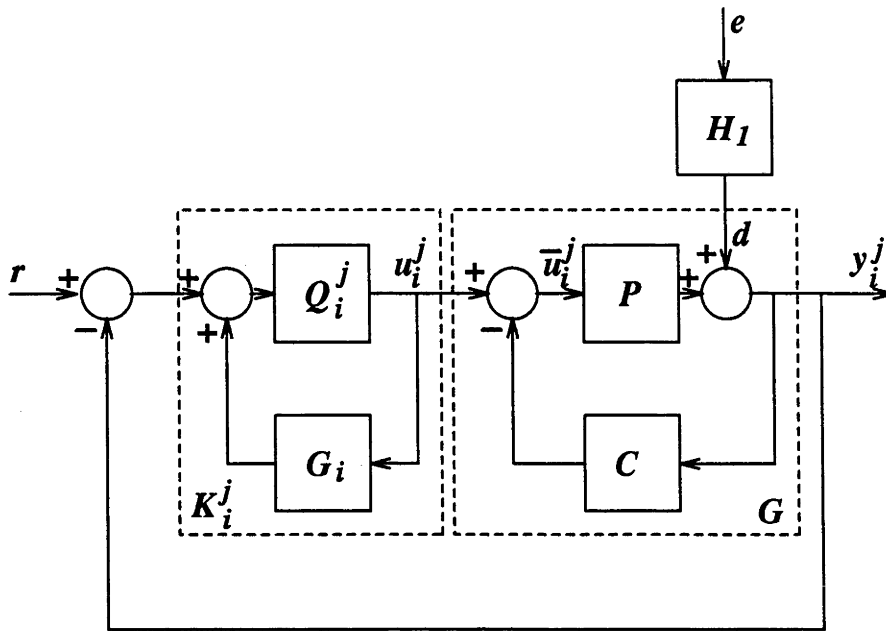 e
H₁
d
r
+
−
+
+
Q_i^j
u_i^j
+
−
ū_i^j
P
+
+
y_i^j
G_i
K_i^j
C
G